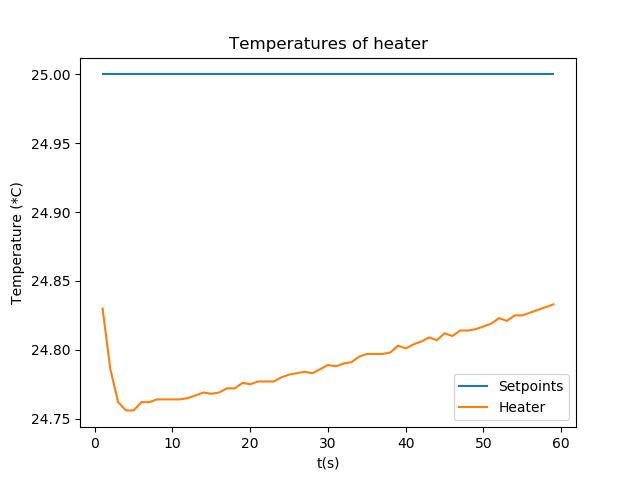 Temperatures of heater
25.00
24.95
24.90
24.85
24.80
24.75
Temperature (*C)
0 10 20 30 40 50 60
t(s)
Setpoints
Heater